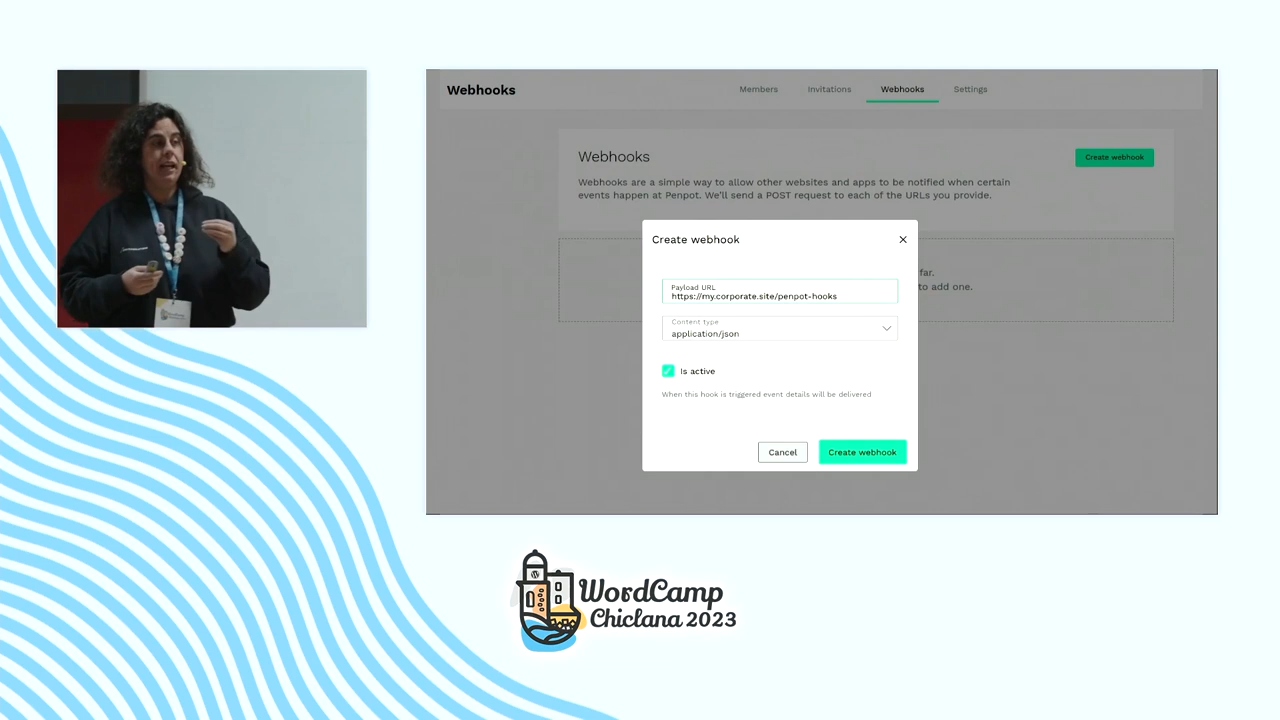 Webhooks
Members
Invitations
Webhooks
Settings
Webhooks
Create webhook
Webhooks are a simple way to allow other websites and apps to be notified when certain
events happen at Penpot. We'll send a POST request to each of the URLs you provide.
far.
to add one.
Create webhook
Payload URL
https://my.corporate.site/penpot-hooks
Content type
application/json
Is active
When this hook is triggered event details will be delivered
Cancel
Create webhook
WordCamp
Chiclana 2023